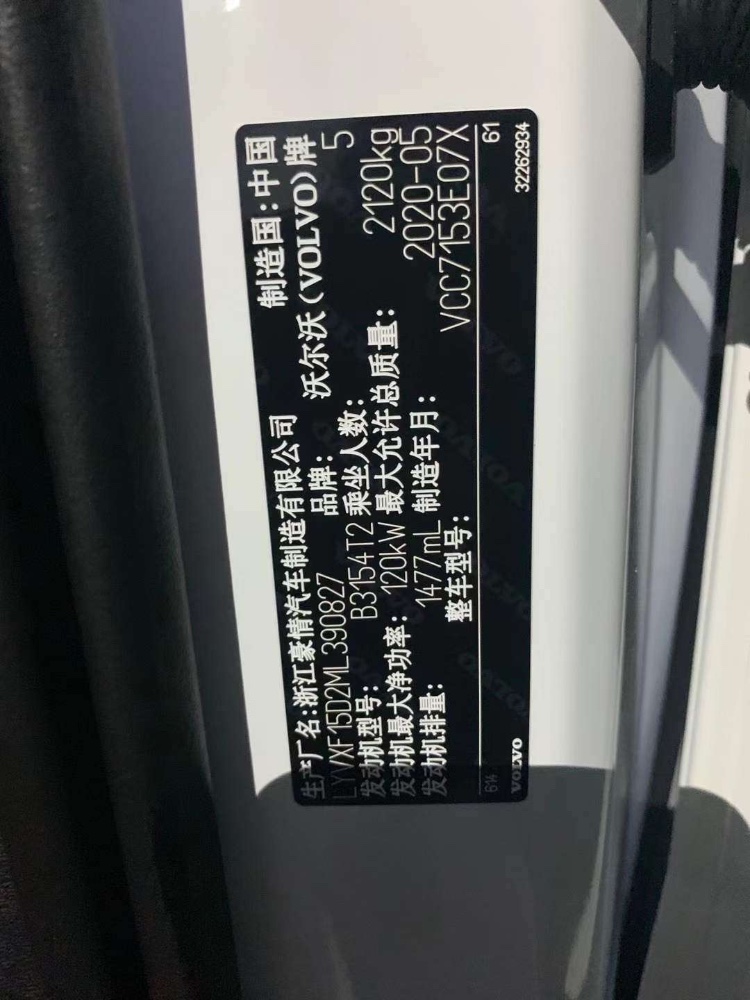 生产厂名:浙江豪情汽车制造有限公司 制造国:中国
LYVXF15D2ML390827 品牌: 沃尔沃(VOLVO)牌
发动机型号: B3154T2 乘坐人数: 5
发动机最大净功率: 120kW 最大允许总质量: 2120kg
发动机排量: 1477mL 制造年月: 2020-05
整车型号: VCC7153E07X
614 61
VOLVO 32262934